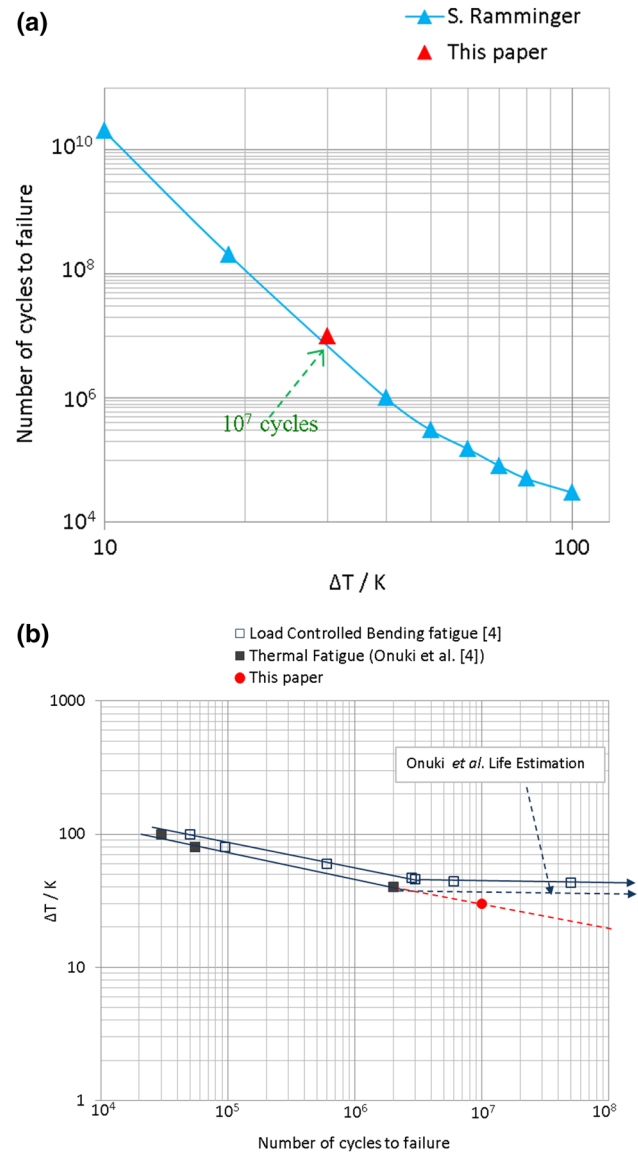 (a)
S. Ramminger
This paper
Number of cycles to failure
10^10
10^8
10^6
10^4
10^7 cycles
10
100
ΔT / K
(b)
Load Controlled Bending fatigue [4]
Thermal Fatigue (Onuki et al. [4])
This paper
1000
100
10
1
ΔT / K
Onuki et al. Life Estimation
10^4
10^5
10^6
10^7
10^8
Number of cycles to failure